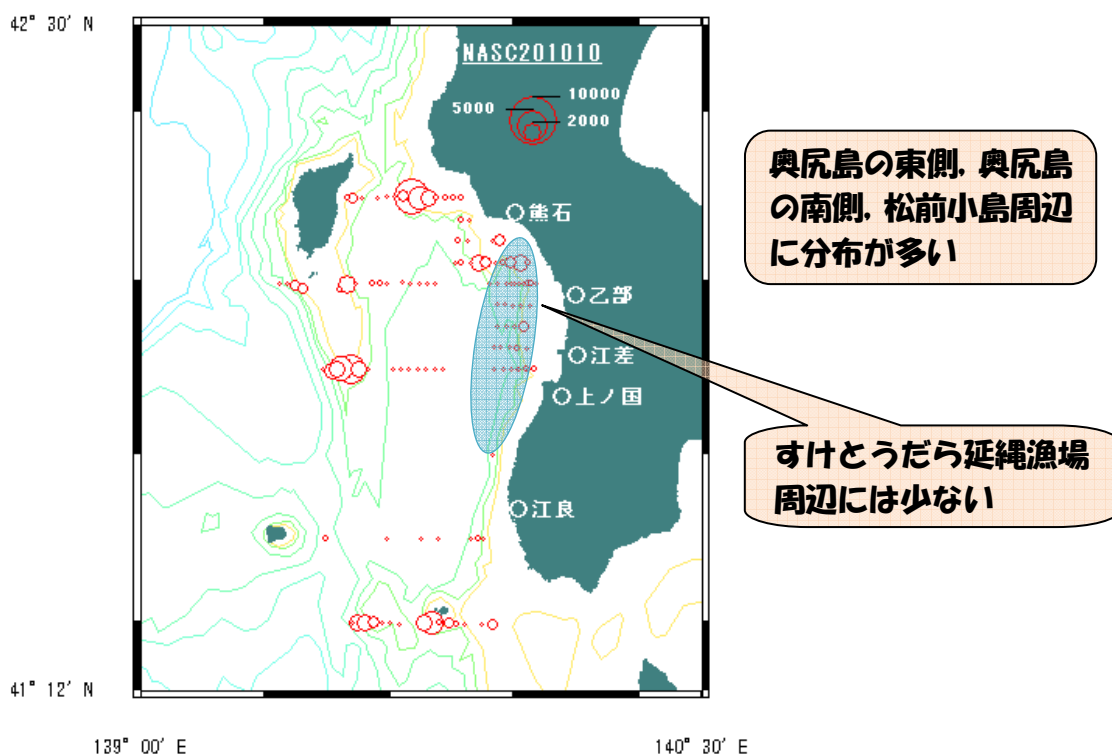 42° 30′ N
NASC201010
10000
5000
2000
奥尻島の東側，奥尻島
の南側，松前小島周辺
に分布が多い
熊石
乙部
江差
上ノ国
すけとうだら延縄漁場
周辺には少ない
江良
41° 12′ N
139° 00′ E
140° 30′ E